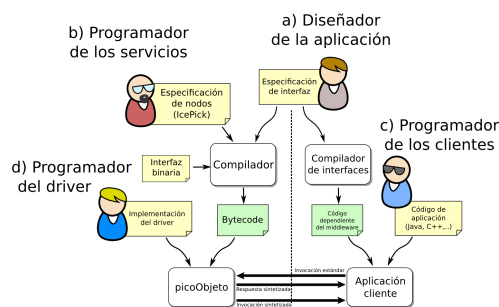 b) Programador
de los servicios
a) Diseñador
de la aplicación
Especificación
de nodos
(IcePick)
Especificación
de interfaz
c) Programador
de los clientes
d) Programador
del driver
Interfaz
binaria
Compilador
Compilador
de interfaces
Implementación
del driver
Bytecode
Código
dependiente
del middleware
Código de
aplicación
(Java, C++,..)
picoObjeto
Invocación estándar
Respuesta sintetizada
Invocación sintetizada
Aplicación
cliente